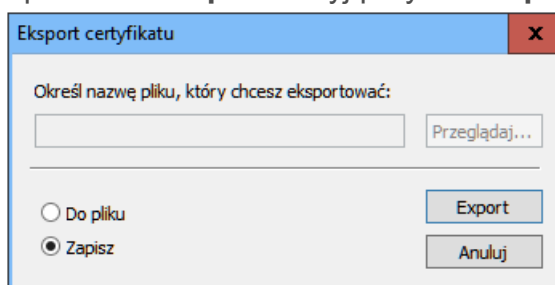 Eksport certyfikatu
x
Określ nazwę pliku, który chcesz eksportować:
Przeglądaj...
Do pliku
Export
Zapisz
Anuluj